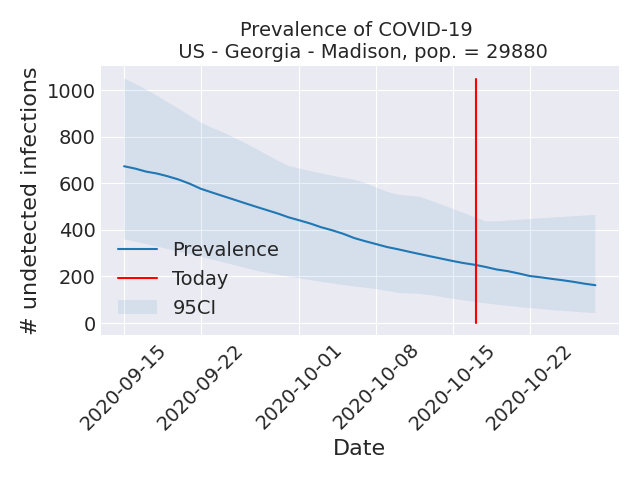 Prevalence of COVID-19
US - Georgia - Madison, pop. = 29880
# undetected infections
1000
800
600
400
200
0
Prevalence
Today
95CI
2020-09-15
2020-09-22
2020-10-01
2020-10-08
2020-10-15
2020-10-22
Date